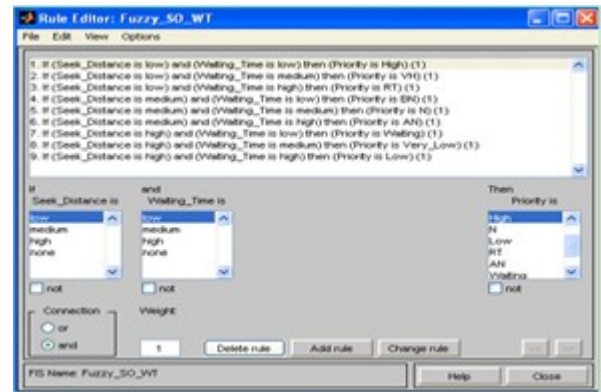 Rule Editor: Fuzzy_SO_WT
File Edit View Options
1. If (Seek_Distance is low) and (Waiting_Time is low) then (Priority is High) (1)
2. If (Seek_Distance is low) and (Waiting_Time is medium) then (Priority is VH) (1)
3. If (Seek_Distance is low) and (Waiting_Time is high) then (Priority is RT) (1)
4. If (Seek_Distance is medium) and (Waiting_Time is low) then (Priority is BN) (1)
5. If (Seek_Distance is medium) and (Waiting_Time is medium) then (Priority is N) (1)
6. If (Seek_Distance is medium) and (Waiting_Time is high) then (Priority is AN) (1)
7. If (Seek_Distance is high) and (Waiting_Time is low) then (Priority is Waiting) (1)
8. If (Seek_Distance is high) and (Waiting_Time is medium) then (Priority is Very_Low) (1)
9. If (Seek_Distance is high) and (Waiting_Time is high) then (Priority is Low) (1)
If and Then
Seek_Distance is Waiting_Time is Priority is
low low High
medium medium N
high high Low
none none RT
AN
Waiting
not not not
Connection Weight:
or
and 1 Delete rule Add rule Change rule << >>
FIS Name: Fuzzy_SO_WT Help Close